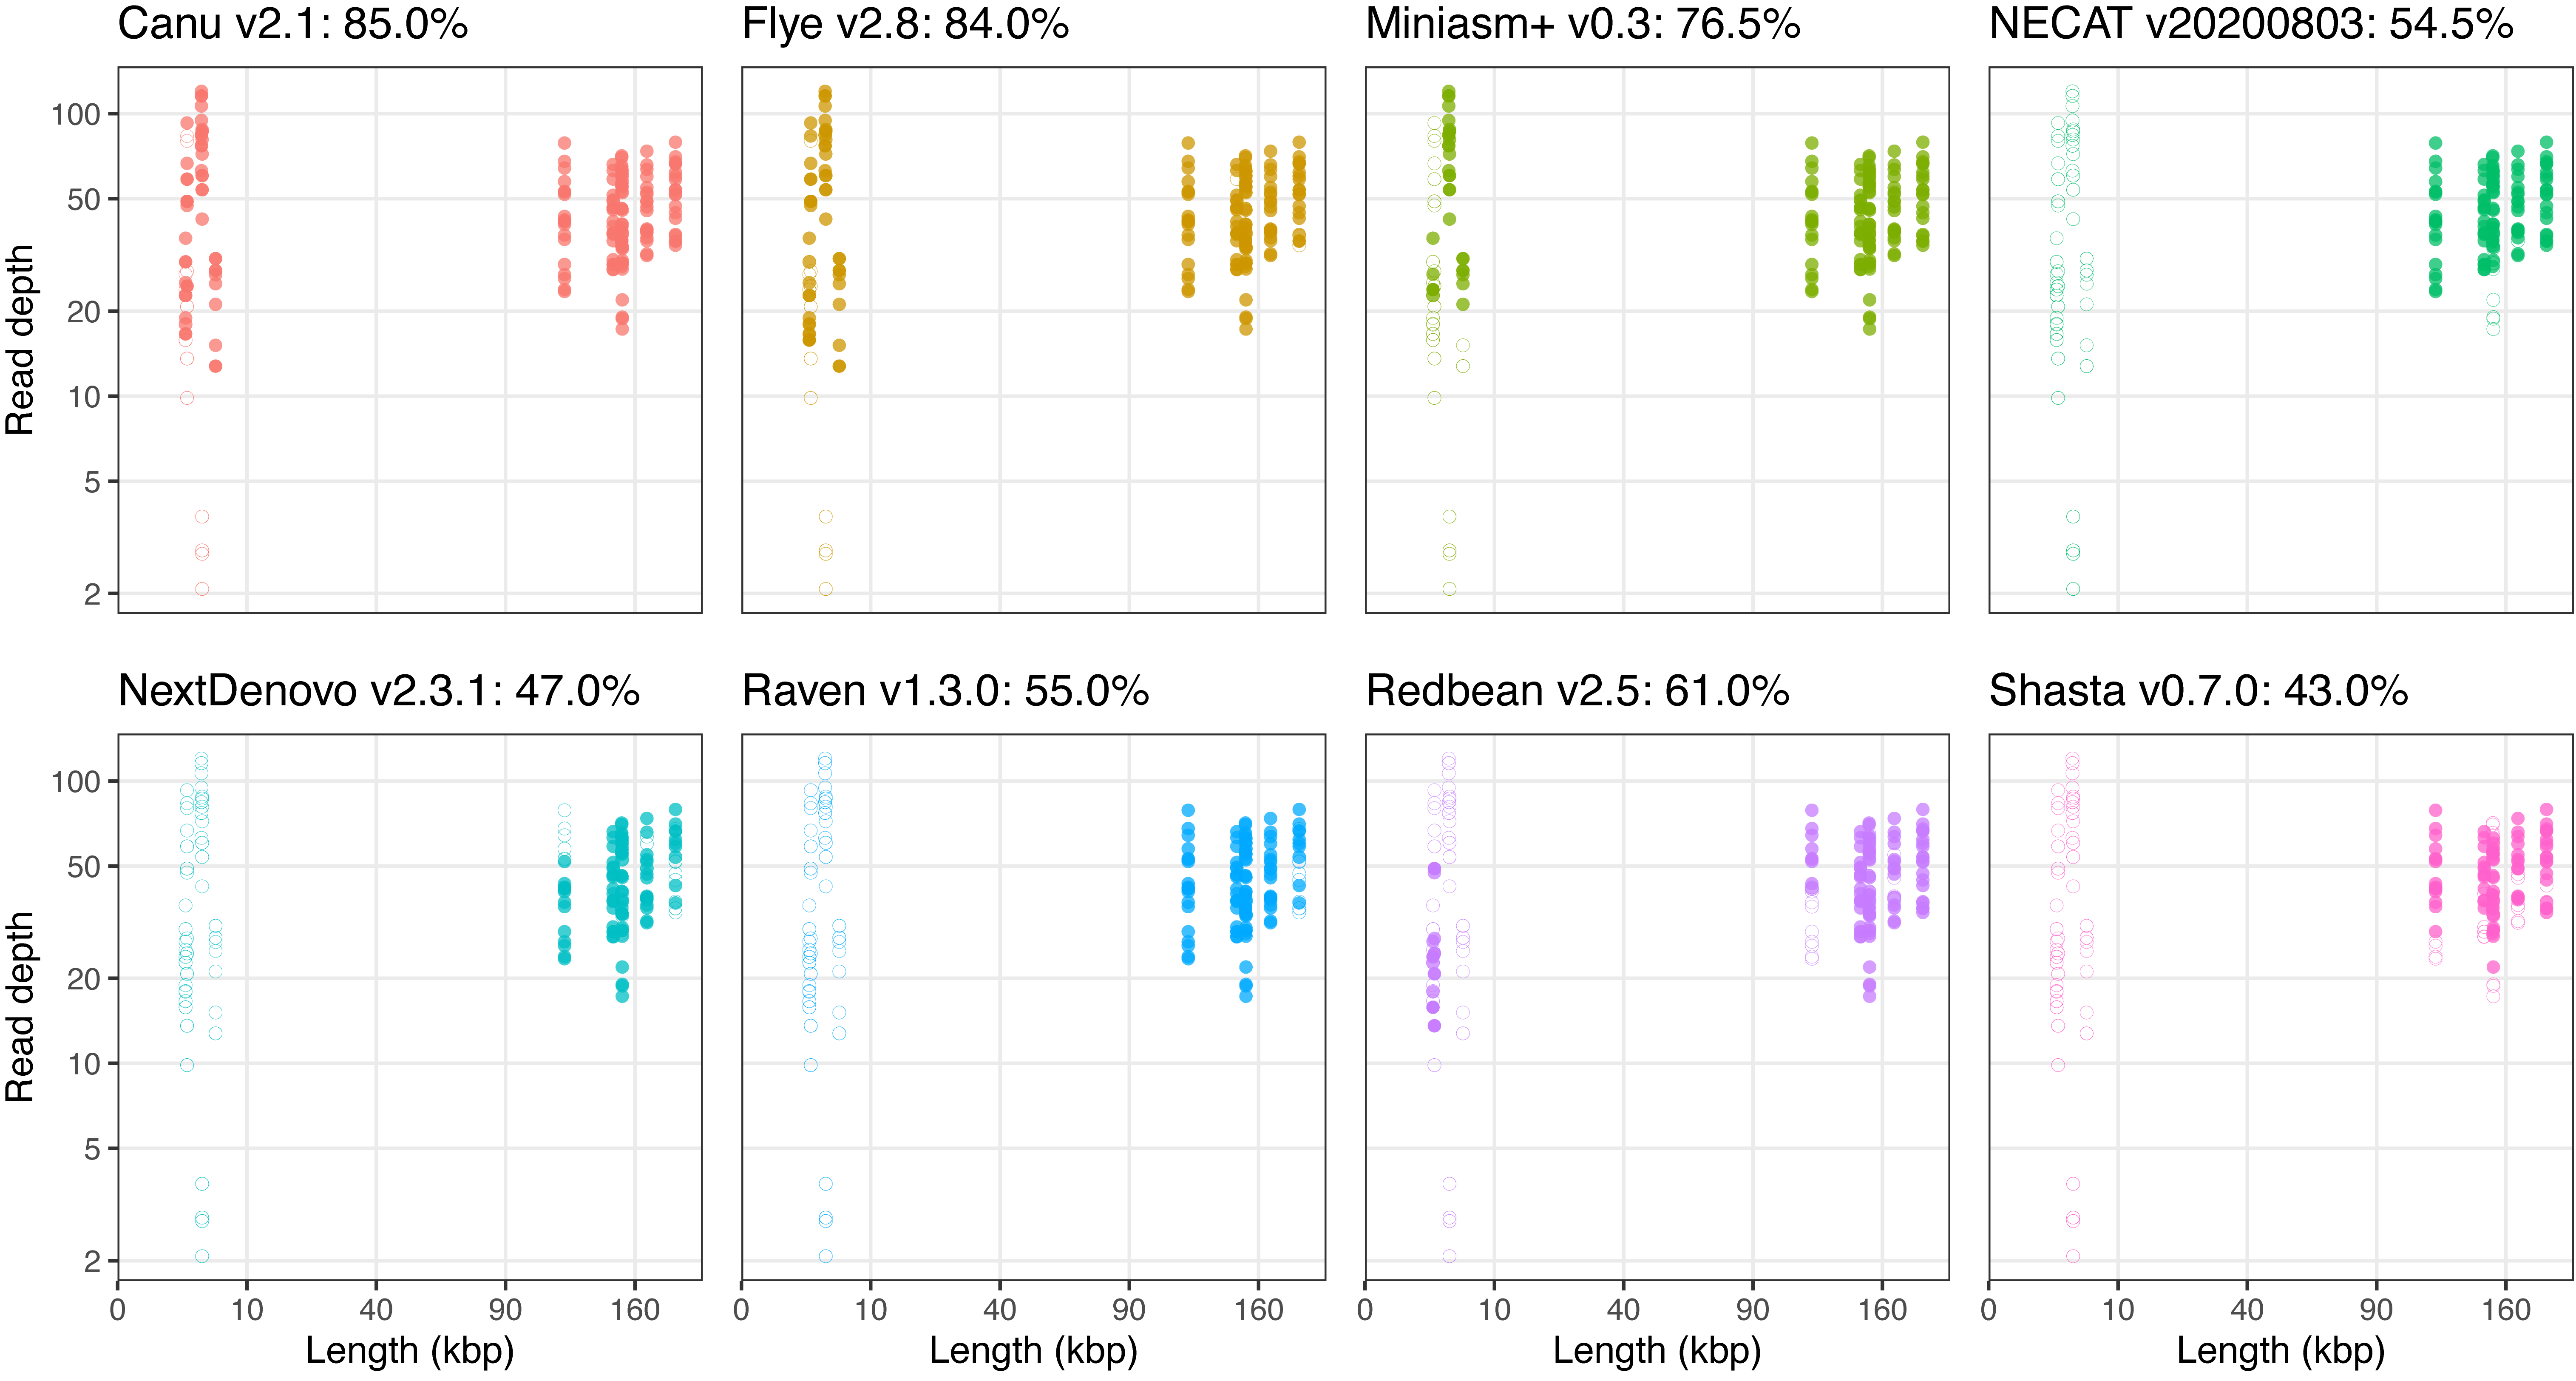 Canu v2.1: 85.0%
Flye v2.8: 84.0%
Miniasm+ v0.3: 76.5%
NECAT v20200803: 54.5%
Read depth
100
50
20
10
5
2
NextDenovo v2.3.1: 47.0%
Raven v1.3.0: 55.0%
Redbean v2.5: 61.0%
Shasta v0.7.0: 43.0%
Read depth
100
50
20
10
5
2
0 10 40 90 160
0 10 40 90 160
0 10 40 90 160
0 10 40 90 160
Length (kbp)
Length (kbp)
Length (kbp)
Length (kbp)